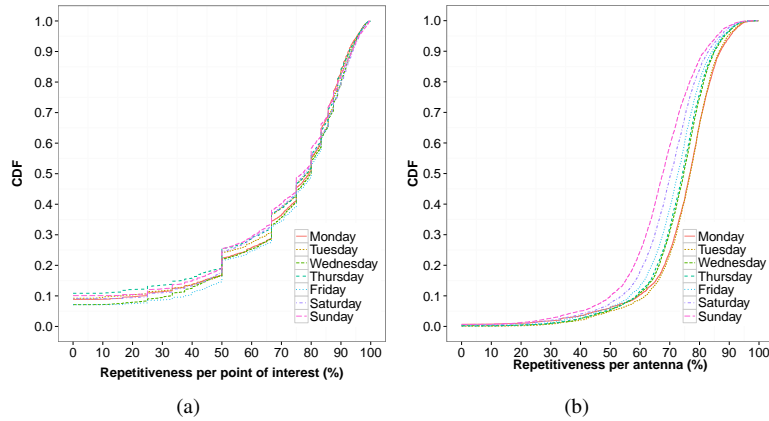 1.0
0.9
0.8
0.7
0.6
0.5
0.4
0.3
0.2
0.1
0.0
CDF
Monday
Tuesday
Wednesday
Thursday
Friday
Saturday
Sunday
0 10 20 30 40 50 60 70 80 90 100
Repetitiveness per point of interest (%)
(a)
1.0
0.9
0.8
0.7
0.6
0.5
0.4
0.3
0.2
0.1
0.0
CDF
Monday
Tuesday
Wednesday
Thursday
Friday
Saturday
Sunday
0 10 20 30 40 50 60 70 80 90 100
Repetitiveness per antenna (%)
(b)